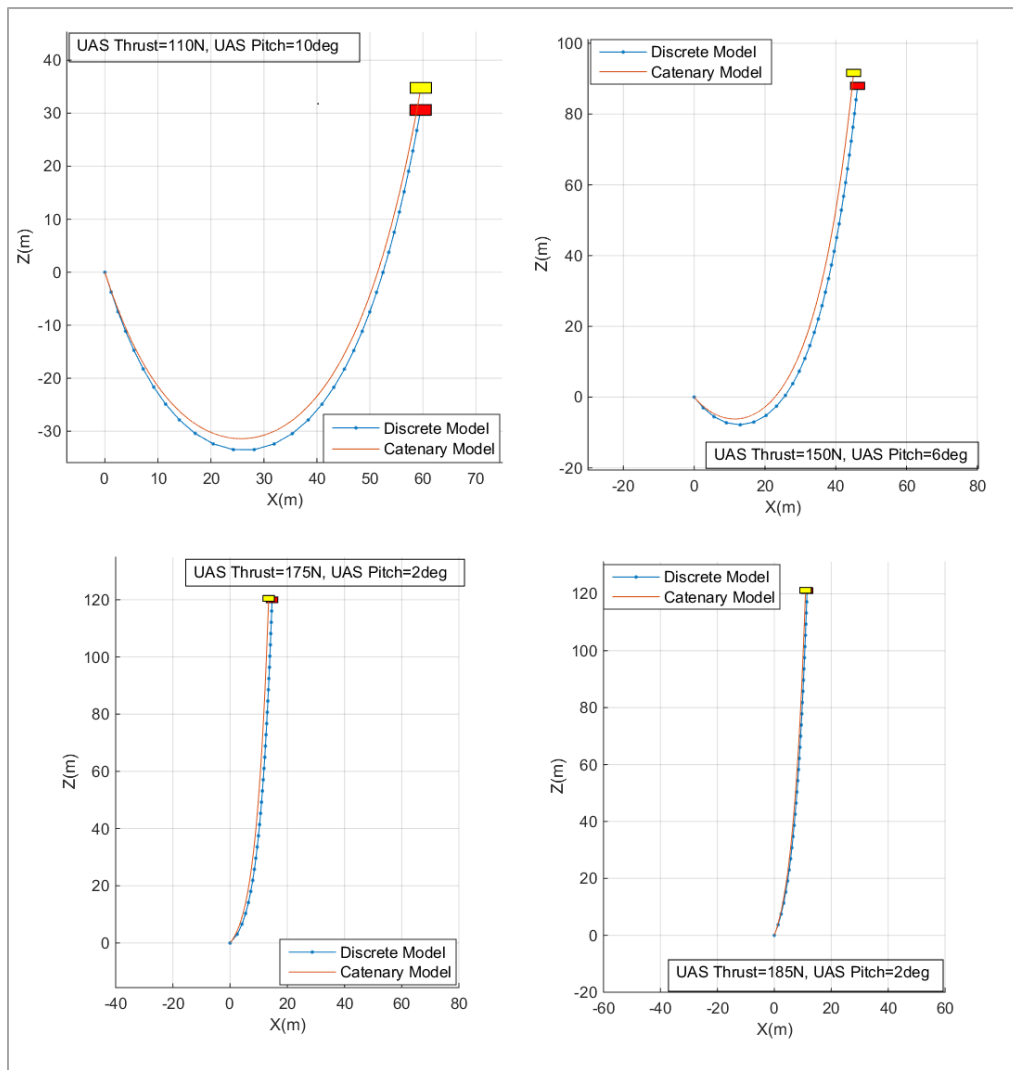 UAS Thrust=110N, UAS Pitch=10deg
40
30
20
10
0
-10
-20
-30
Z(m)
Discrete Model
Catenary Model
0 10 20 30 40 50 60 70
X(m)
Discrete Model
Catenary Model
100
80
60
40
20
0
-20
Z(m)
UAS Thrust=150N, UAS Pitch=6deg
-20 0 20 40 60 80
X(m)
UAS Thrust=175N, UAS Pitch=2deg
120
100
80
60
40
20
0
Z(m)
Discrete Model
Catenary Model
-40 -20 0 20 40 60 80
X(m)
Discrete Model
Catenary Model
120
100
80
60
40
20
0
-20
Z(m)
UAS Thrust=185N, UAS Pitch=2deg
-60 -40 -20 0 20 40 60
X(m)